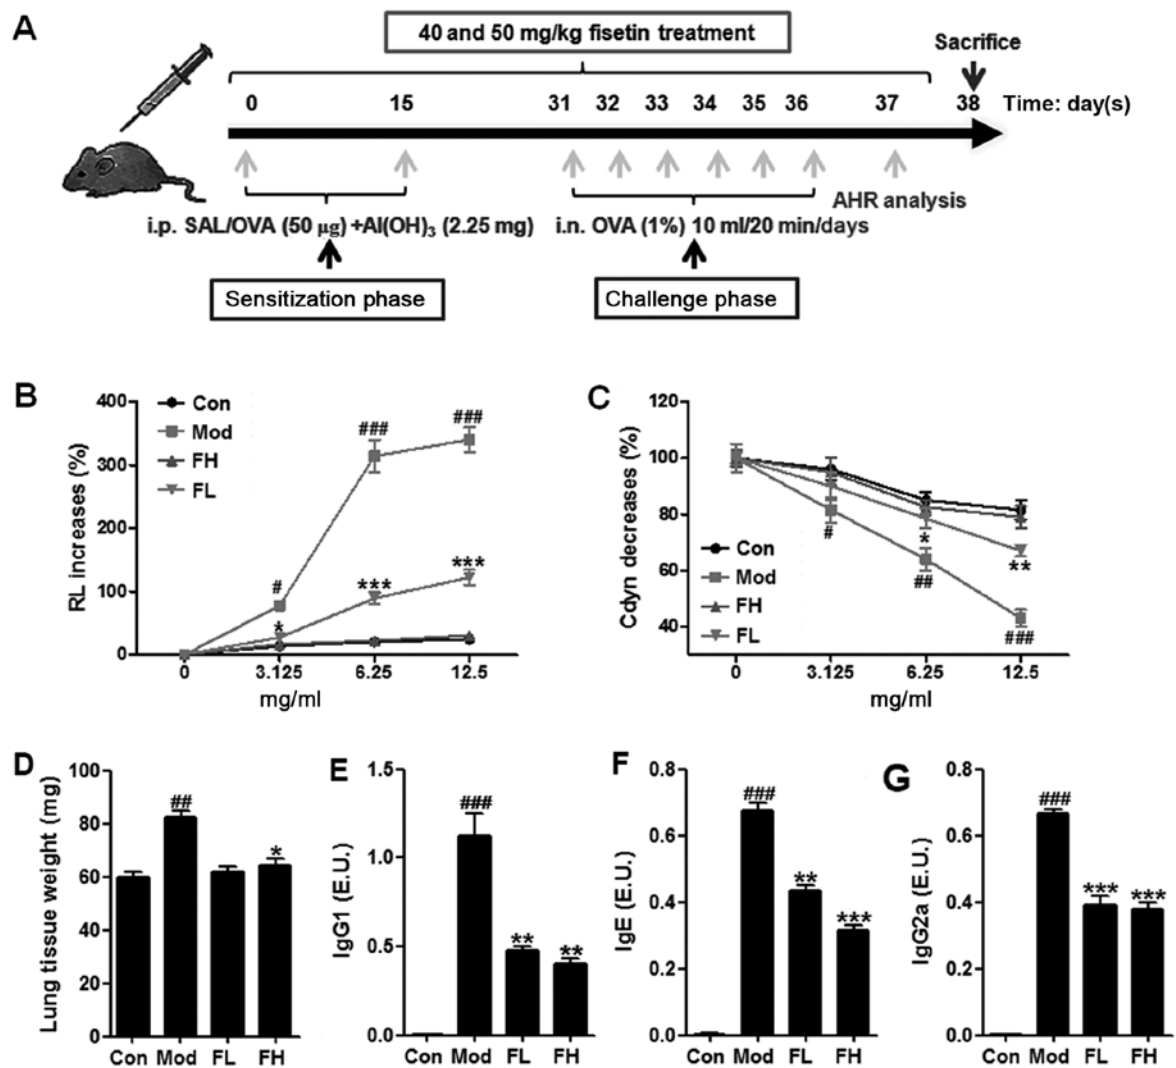 A
40 and 50 mg/kg fisetin treatment
Sacrifice
0 15 31 32 33 34 35 36 37 38 Time: day(s)
AHR analysis
i.p. SAL/OVA (50 μg) +Al(OH)₃ (2.25 mg) i.n. OVA (1%) 10 ml/20 min/days
Sensitization phase Challenge phase
B
RL increases (%)
400
300
200
100
0
Con
Mod
FH
FL
#
###
###
*
***
***
0 3.125 6.25 12.5
mg/ml
C
Cdyn decreases (%)
120
100
80
60
40
Con
Mod
FH
FL
#
*
##
**
###
0 3.125 6.25 12.5
mg/ml
D
Lung tissue weight (mg)
100
80
60
40
20
0
##
*
Con Mod FL FH
E
IgG1 (E.U.)
1.5
1.0
0.5
0.0
###
**
**
Con Mod FL FH
F
IgE (E.U.)
0.8
0.6
0.4
0.2
0.0
###
**
***
Con Mod FL FH
G
IgG2a (E.U.)
0.8
0.6
0.4
0.2
0.0
###
***
***
Con Mod FL FH